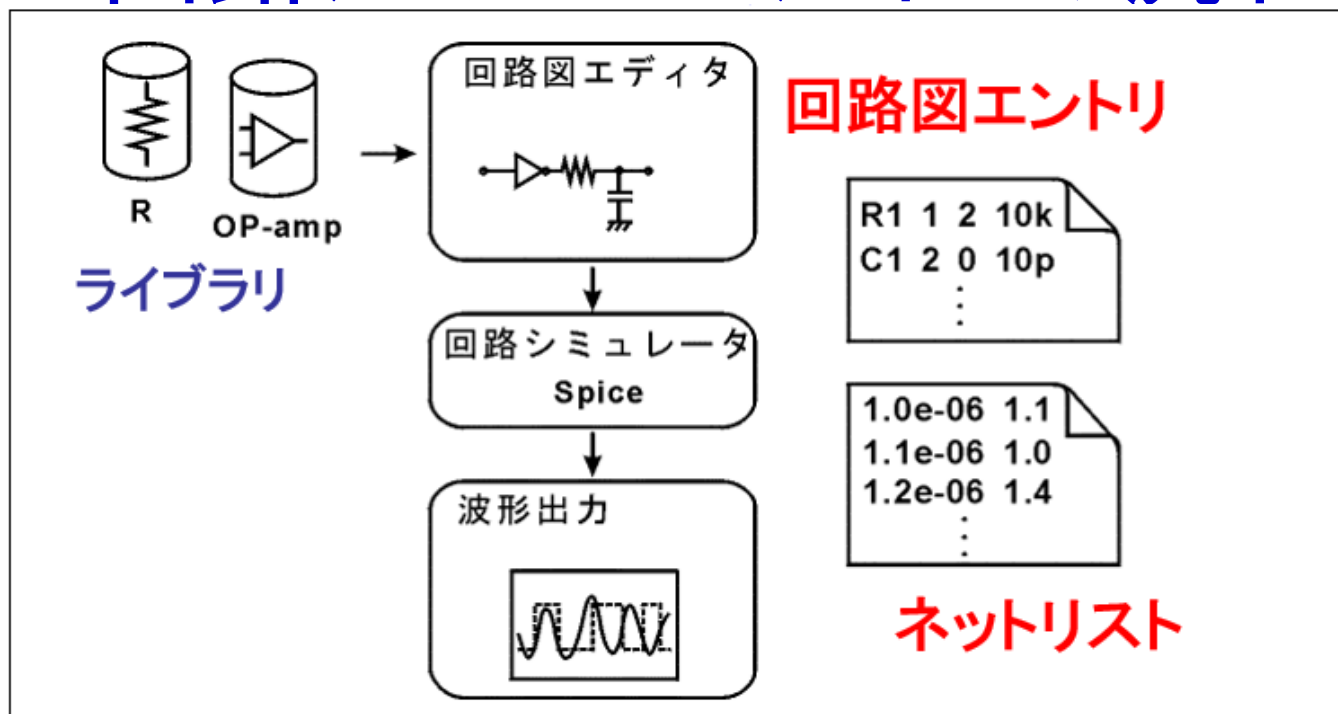 R
OP-amp
ライブラリ
回路図エディタ
回路図エントリ
R1 1 2 10k
C1 2 0 10p
回路シミュレータ
Spice
1.0e-06 1.1
1.1e-06 1.0
1.2e-06 1.4
波形出力
ネットリスト